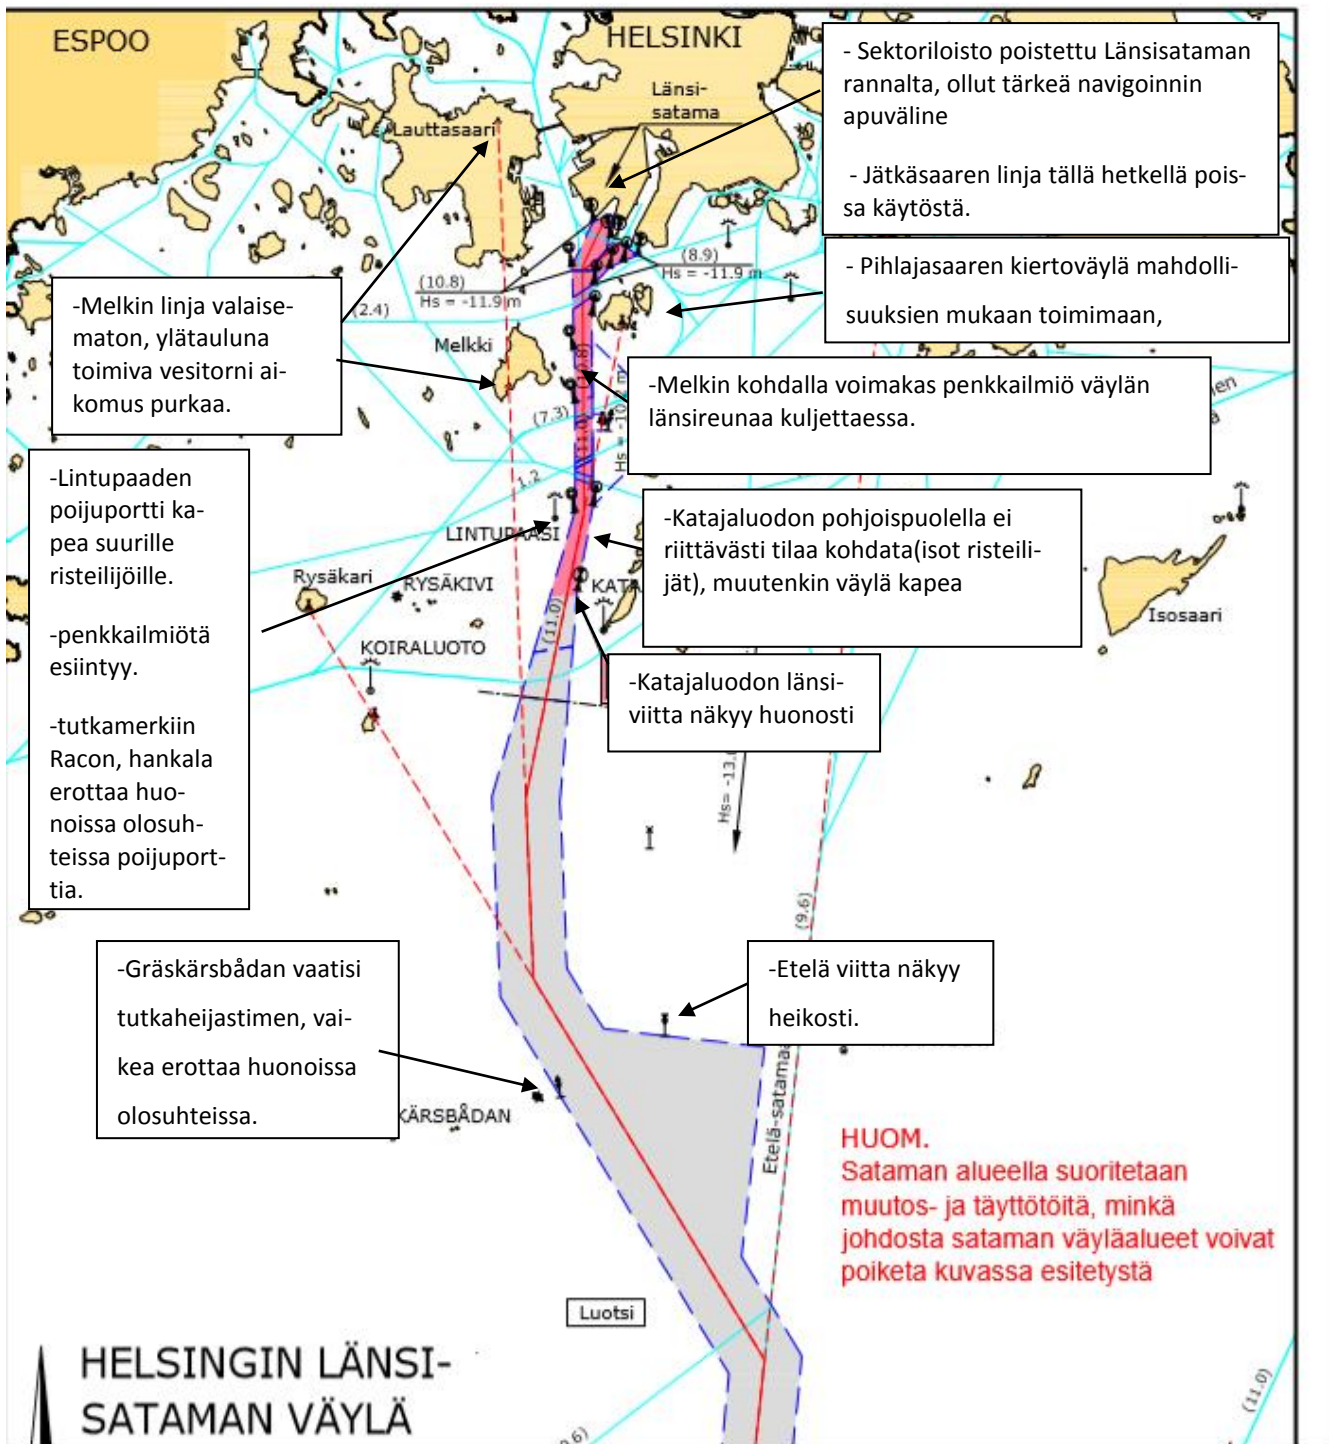 ESPOO
HELSINKI
- Sektoriloisto poistettu Länsisataman
rannalta, ollut tärkeä navigoinnin
apuväline
- Jätkäsaaren linja tällä hetkellä pois-
sa käytöstä.
Länsi-
satama
Lauttasaari
- Pihlajasaaren kiertoväylä mahdolli-
suuksien mukaan toimimaan,
(8.9)
Hs = -11.9 m
(10.8)
Hs = -11.9 m
(2.4)
-Melkin linja valaise-
maton, ylätauluna
toimiva vesitorni ai-
komus purkaa.
Melkki
-Melkin kohdalla voimakas penkkailmiö väylän
länsireunaa kuljettaessa.
(7.3)
(11.0)
1.2
-Lintupaaden
poijuportti ka-
pea suurille
risteilijöille.
-penkkailmiötä
esiintyy.
-tutkamerkiin
Racon, hankala
erottaa huo-
noissa olosuh-
teissa poijuport-
tia.
-Katajaluodon pohjoispuolella ei
riittävästi tilaa kohdata(isot risteili-
jät), muutenkin väylä kapea
LINTUPAASI
Rysäkari
RYSÄKIVI
KATA
(11.0)
Isosaari
KOIRALUOTO
-Katajaluodon länsi-
viitta näkyy huonosti
(9.6)
-Gräskärsbådan vaatisi
tutkaheijastimen, vai-
kea erottaa huonoissa
olosuhteissa.
-Etelä viitta näkyy
heikosti.
KÄRSBÅDAN
Etelä-satamaa
HUOM.
Sataman alueella suoritetaan
muutos- ja täyttötöitä, minkä
johdosta sataman väyläalueet voivat
poiketa kuvassa esitetystä
Luotsi
HELSINGIN LÄNSI-
SATAMAN VÄYLÄ
(11.0)